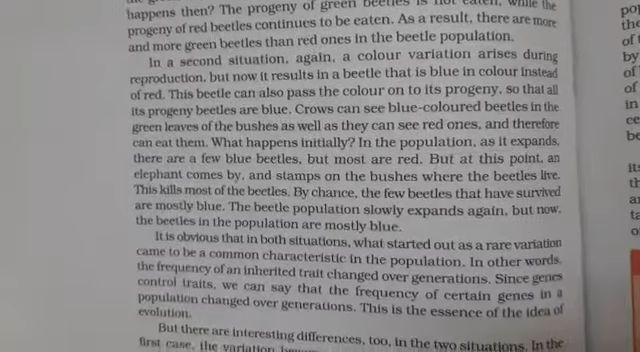 happens then? The progeny of green beetles is not eaten, while the
progeny of red beetles continues to be eaten. As a result, there are more
and more green beetles than red ones in the beetle population.
In a second situation, again, a colour variation arises during
reproduction, but now it results in a beetle that is blue in colour instead
of red. This beetle can also pass the colour on to its progeny, so that all
its progeny beetles are blue. Crows can see blue-coloured beetles in the
green leaves of the bushes as well as they can see red ones, and therefore
can eat them. What happens initially? In the population, as it expands,
there are a few blue beetles, but most are red. But at this point, an
elephant comes by, and stamps on the bushes where the beetles live.
This kills most of the beetles. By chance, the few beetles that have survived
are mostly blue. The beetle population slowly expands again, but now,
the beetles in the population are mostly blue.
It is obvious that in both situations, what started out as a rare variation
came to be a common characteristic in the population. In other words,
the frequency of an inherited trait changed over generations. Since genes
control traits, we can say that the frequency of certain genes in a
population changed over generations. This is the essence of the idea of
evolution.
But there are interesting differences, too, in the two situations. In the
first case, the variation
of
by
of
of
in